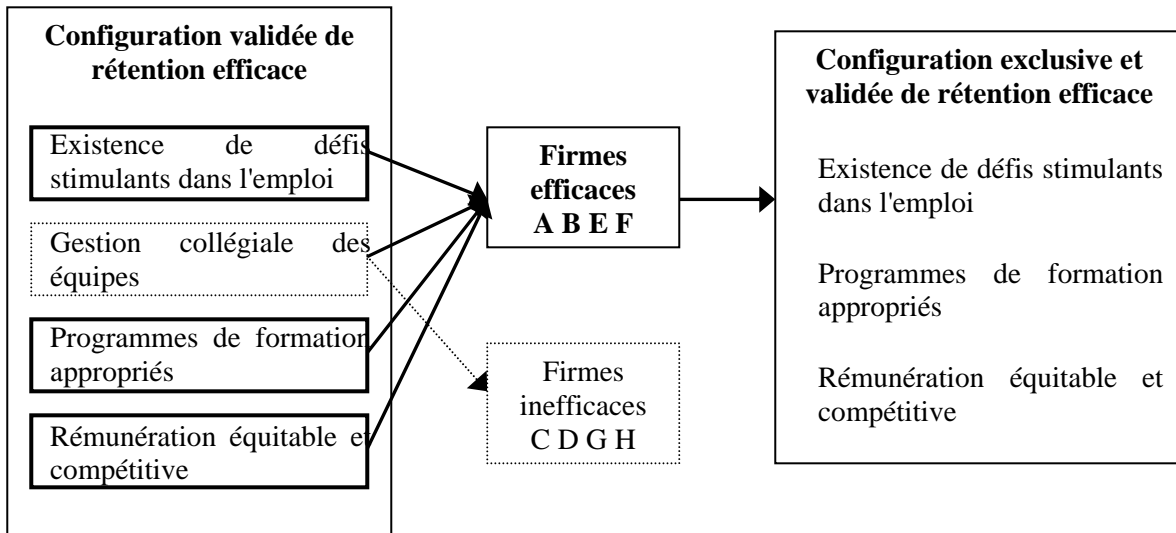 Configuration validée de
rétention efficace
Existence de défis
stimulants dans l'emploi
Gestion collégiale des
équipes
Programmes de formation
appropriés
Rémunération équitable et
compétitive
Firmes
efficaces
A B E F
Firmes
inefficaces
C D G H
Configuration exclusive et
validée de rétention efficace
Existence de défis stimulants
dans l'emploi
Programmes de formation
appropriés
Rémunération équitable et
compétitive